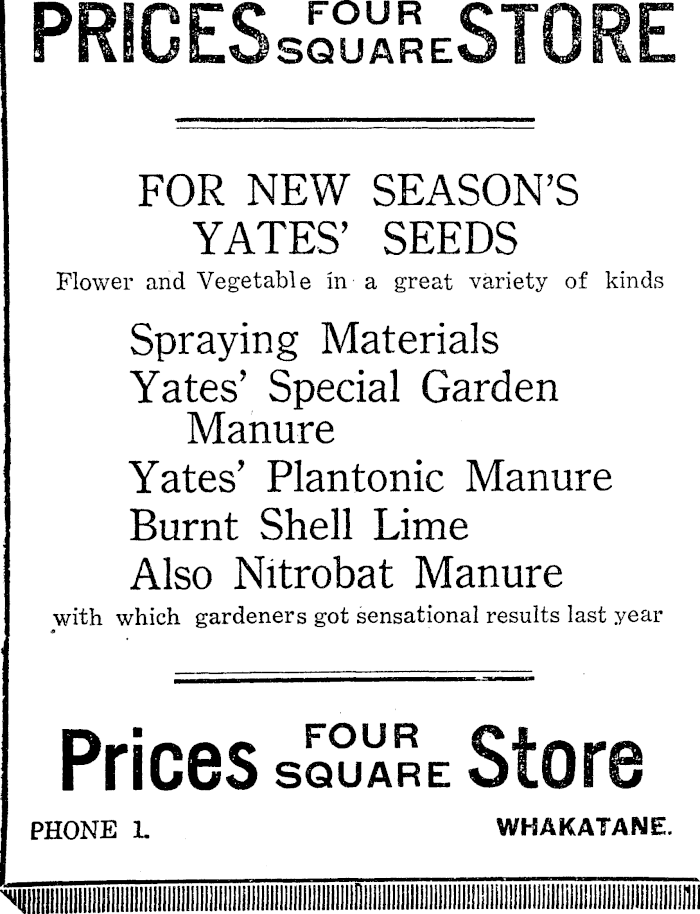 PRICES FOUR SQUARE STORE
FOR NEW SEASON'S
YATES' SEEDS
Flower and Vegetable in a great variety of kinds
Spraying Materials
Yates' Special Garden
Manure
Yates' Plantonic Manure
Burnt Shell Lime
Also Nitrobat Manure
with which gardeners got sensational results last year
Prices FOUR SQUARE Store
PHONE 1. WHAKATANE.